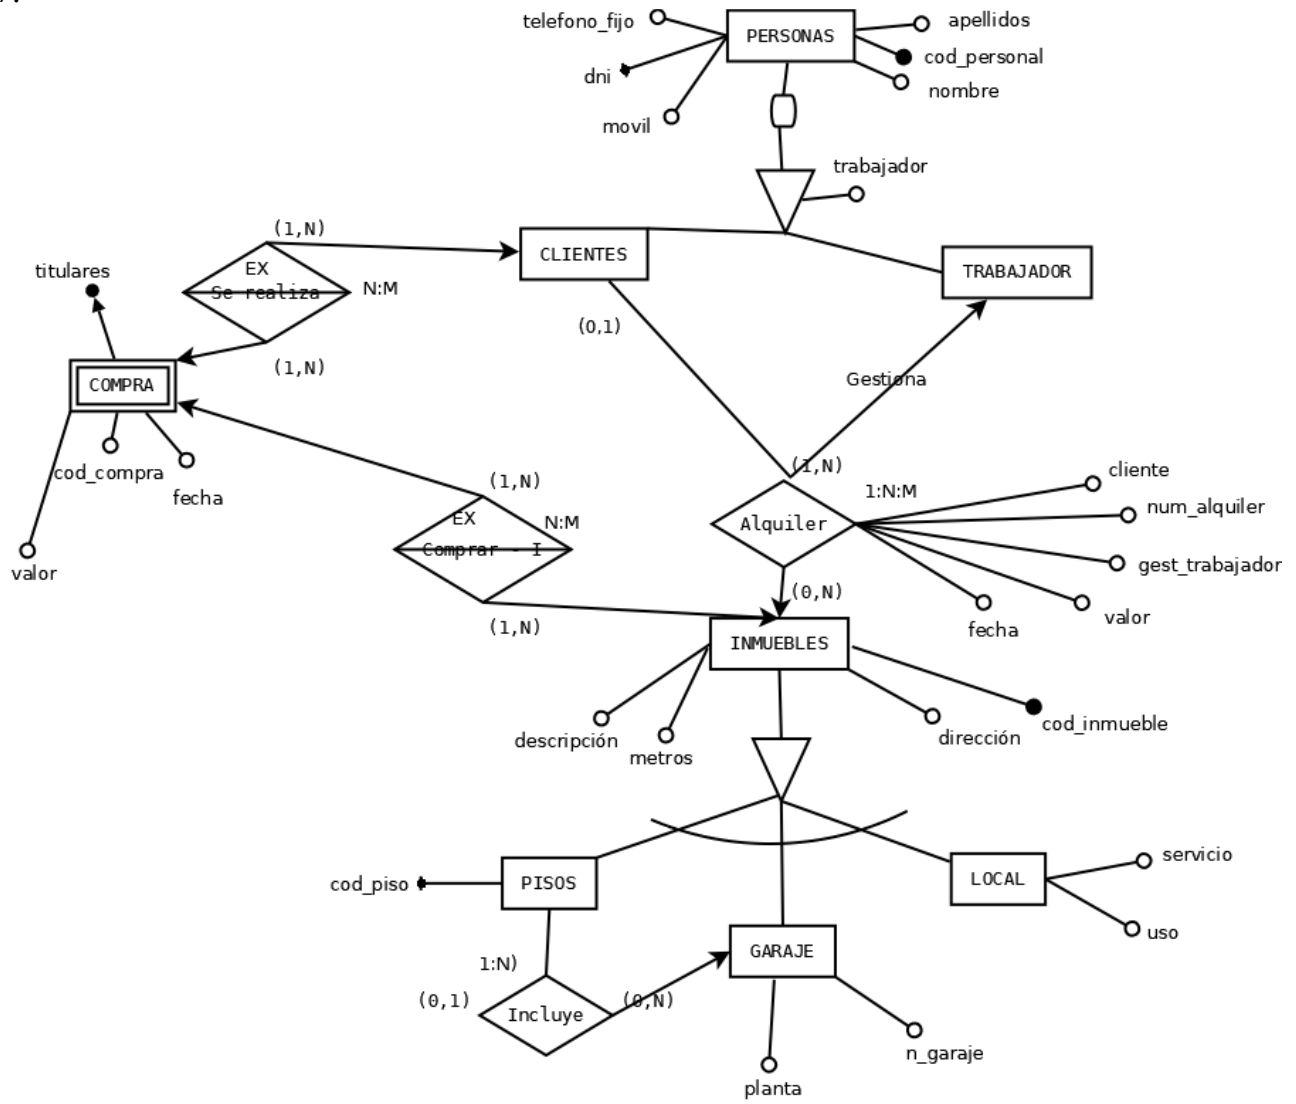 telefono_fijo
PERSONAS
apellidos
cod_personal
dni
nombre
movil
trabajador
(1,N)
CLIENTES
TRABAJADOR
titulares
EX
Se realiza
N:M
(0,1)
(1,N)
COMPRA
Gestiona
cod_compra
fecha
(1,N)
(1,N)
1:N:M
cliente
num_alquiler
EX
N:M
Comprar - I
Alquiler
gest_trabajador
valor
(0,N)
valor
fecha
(1,N)
INMUEBLES
descripción
metros
dirección
cod_inmueble
servicio
cod_piso
PISOS
LOCAL
uso
GARAJE
1:N)
(0,1)
(0,N)
Incluye
n_garaje
planta